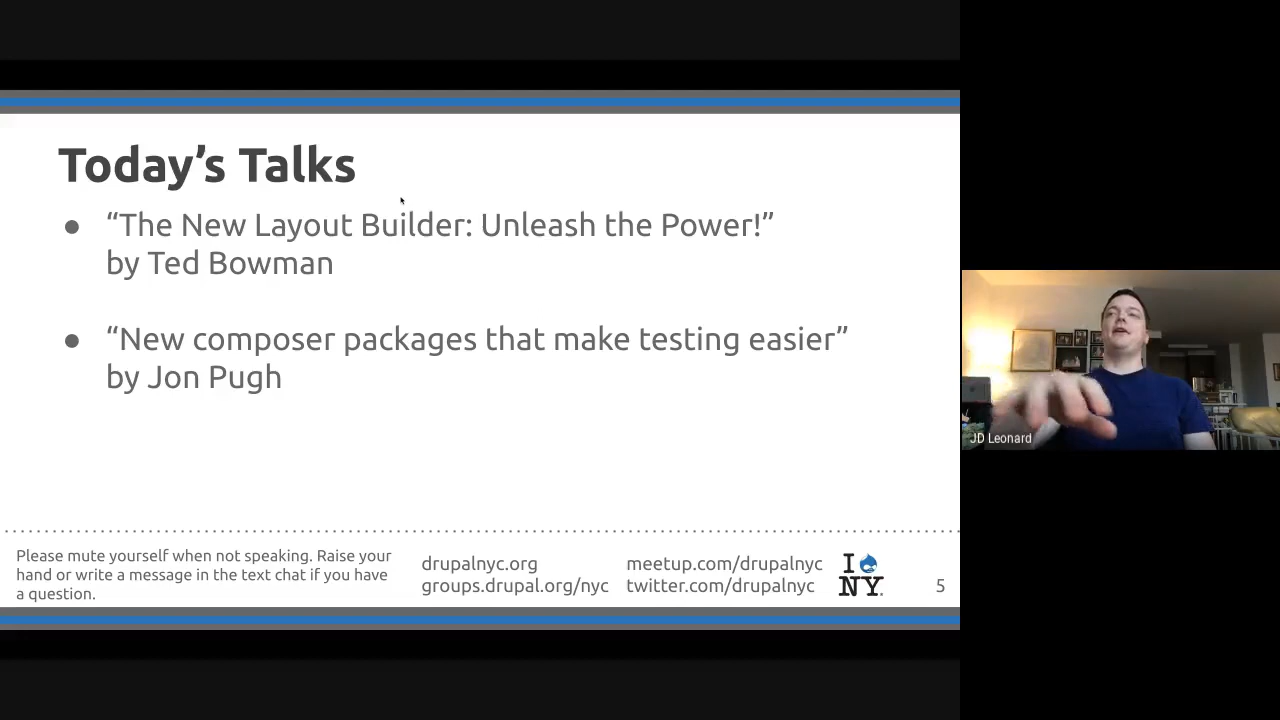 Today’s Talks
● “The New Layout Builder: Unleash the Power!”
by Ted Bowman
● “New composer packages that make testing easier”
by Jon Pugh
Please mute yourself when not speaking. Raise your
hand or write a message in the text chat if you have
a question.
drupalnyc.org
groups.drupal.org/nyc
meetup.com/drupalnyc
twitter.com/drupalnyc
I
NY.
5
JD Leonard